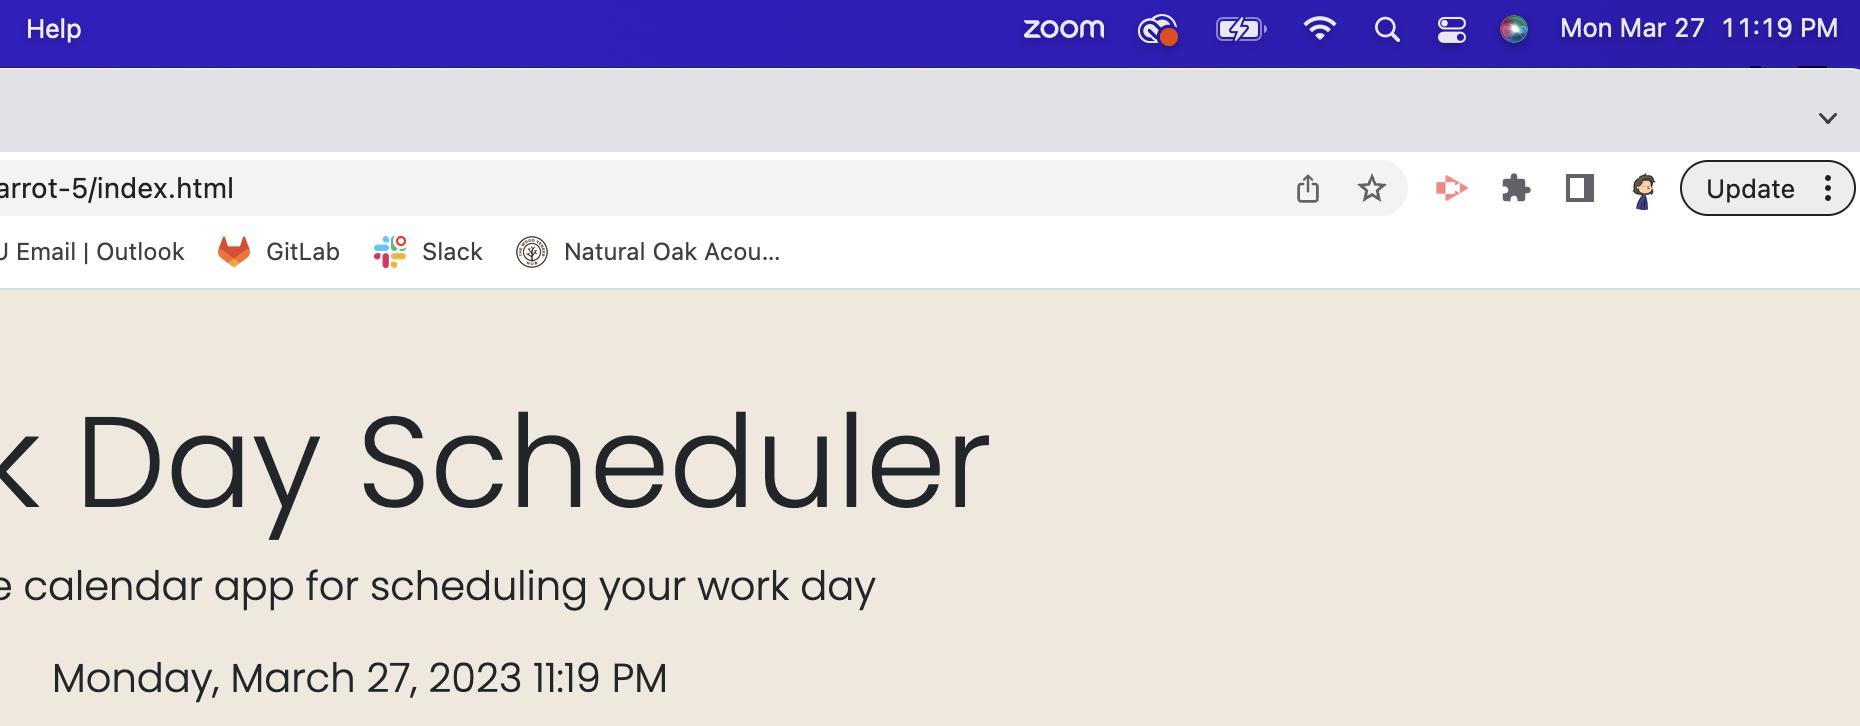 Help zoom Mon Mar 27 11:19 PM
arrot-5/index.html Update
Email | Outlook GitLab Slack Natural Oak Acou...
k Day Scheduler
e calendar app for scheduling your work day
Monday, March 27, 2023 11:19 PM